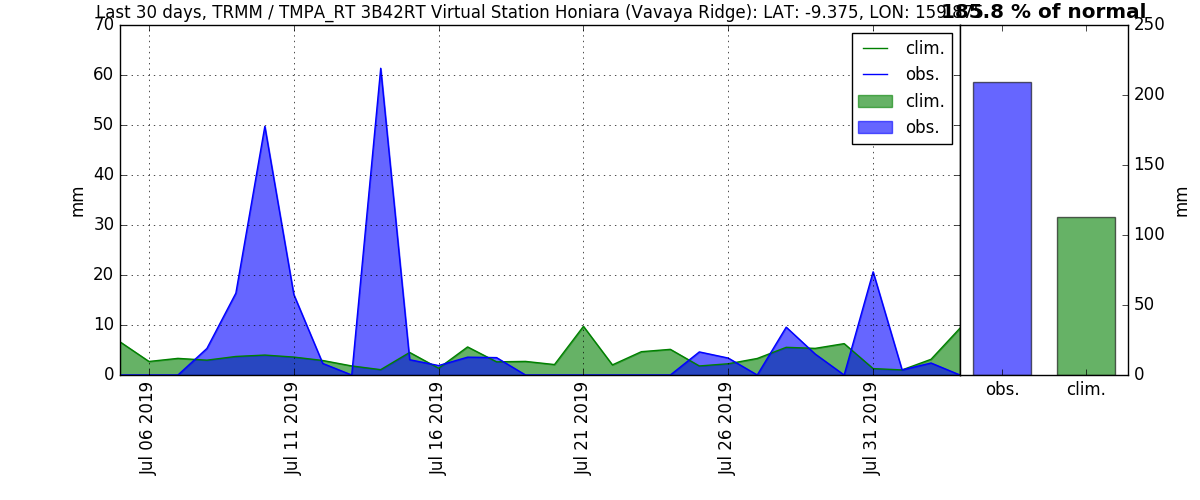 Last 30 days, TRMM / TMPA_RT 3B42RT Virtual Station Honiara (Vavaya Ridge): LAT: -9.375, LON:
185.8 % of normal
70
60
50
40
30
20
10
0
mm
clim.
obs.
clim.
obs.
Jul 06 2019
Jul 11 2019
Jul 16 2019
Jul 21 2019
Jul 26 2019
Jul 31 2019
250
200
150
100
50
0
mm
obs.
clim.